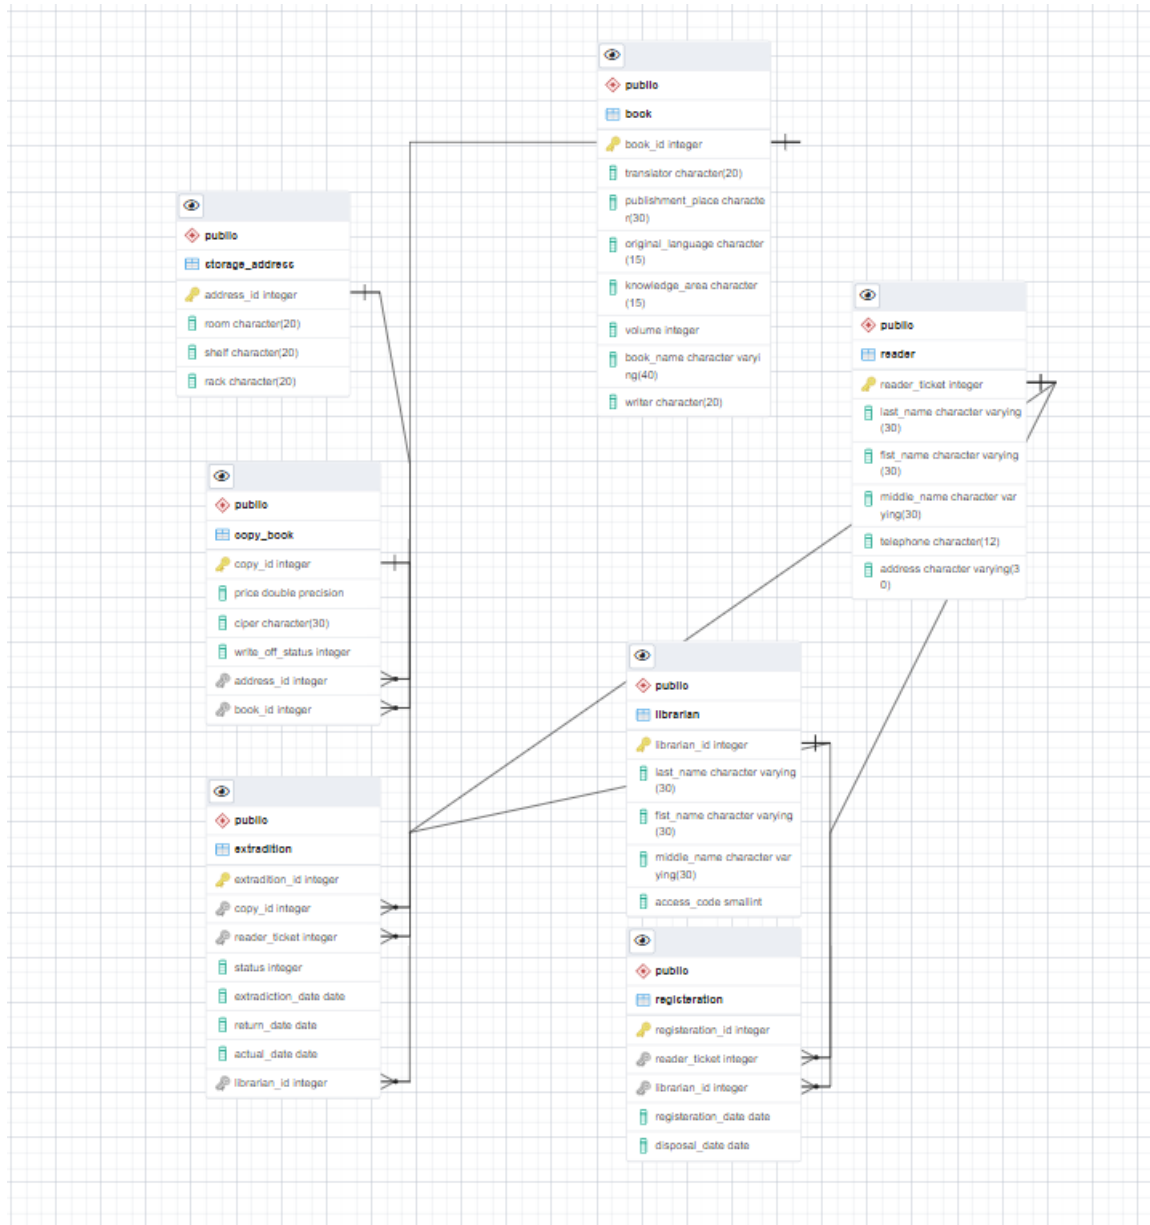 public
book
book_id integer
translator character(20)
publishment_place characte
r(30)
original_language character
(15)
knowledge_area character
(15)
volume integer
book_name character varyi
ng(40)
writer character(20)
public
storage_address
address_id integer
room character(20)
shelf character(20)
rack character(20)
public
reader
reader_ticket integer
last_name character varying
(30)
fist_name character varying
(30)
middle_name character var
ying(30)
telephone character(12)
address character varying(3
0)
public
copy_book
copy_id integer
price double precision
ciper character(30)
write_off_status integer
address_id integer
book_id integer
public
librarian
librarian_id integer
last_name character varying
(30)
fist_name character varying
(30)
middle_name character var
ying(30)
access_code smallint
public
extradition
extradition_id integer
copy_id integer
reader_ticket integer
status integer
extradiction_date date
return_date date
actual_date date
librarian_id integer
public
registeration
registeration_id integer
reader_ticket integer
librarian_id integer
registeration_date date
disposal_date date